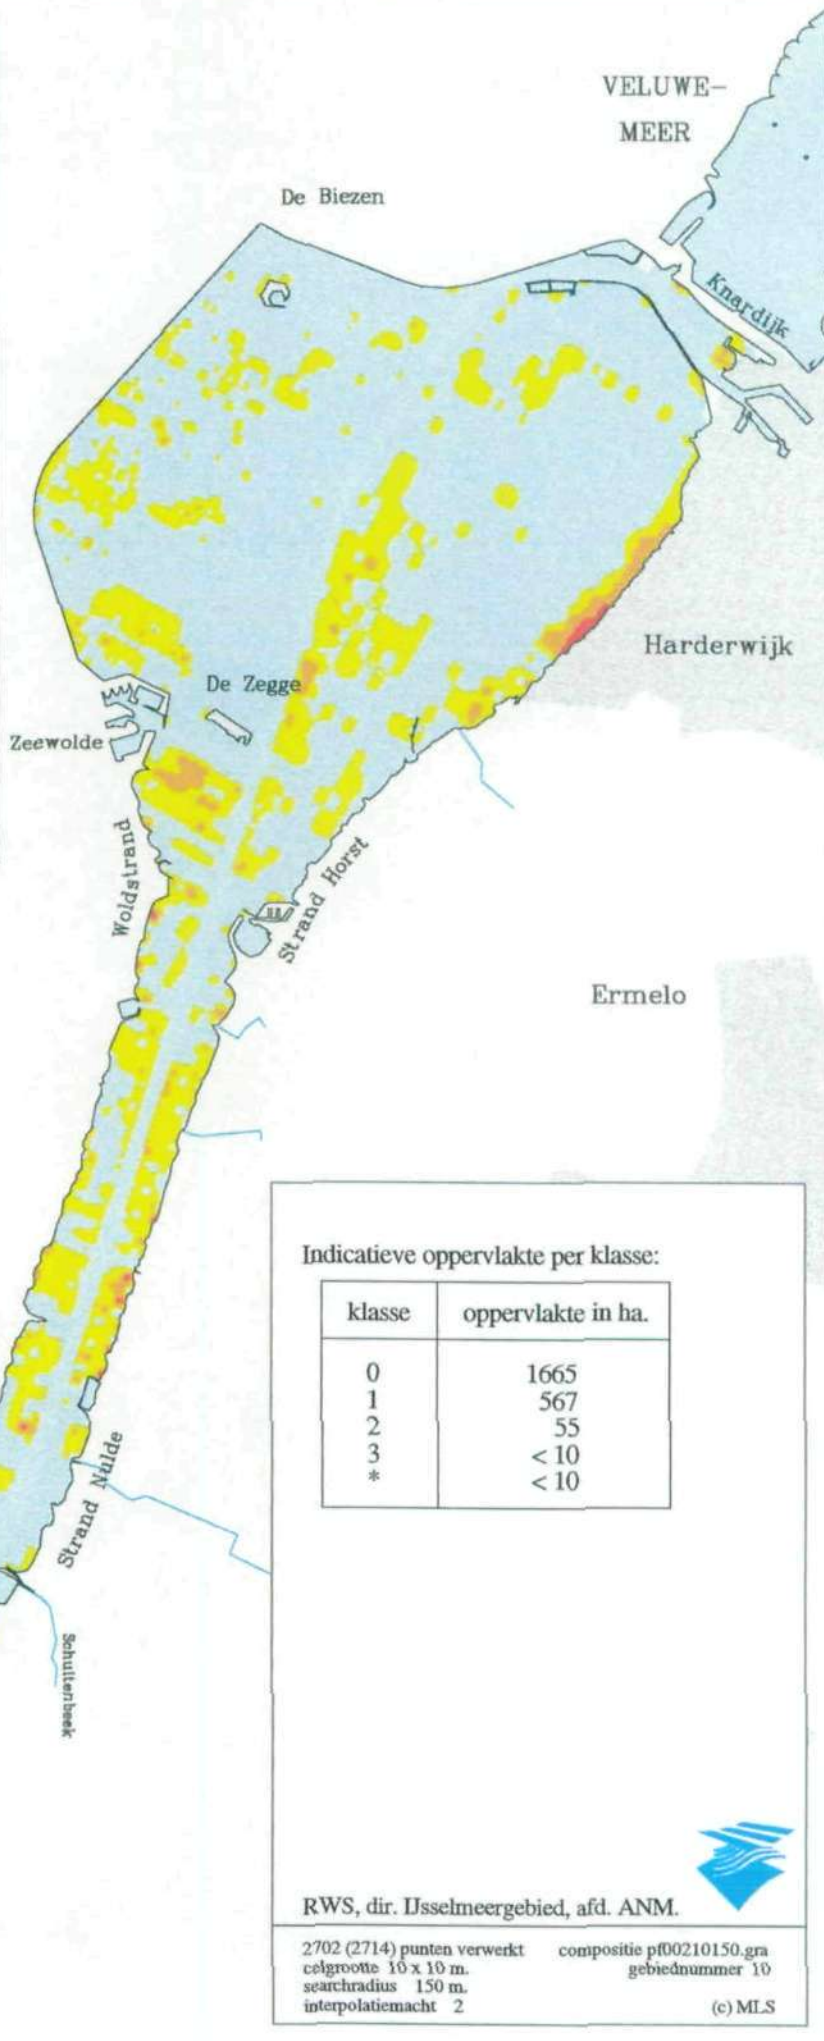 VELUWE-
MEER
De Biezen
Knardijk
Harderwijk
De Zegge
Zeewolde
Woldstrand
Strand Horst
Ermelo
Indicatieve oppervlakte per klasse:
klasse oppervlakte in ha.
0 1665
1 567
2 55
3 < 10
* < 10
Strand Nulde
Schuitenbeek
RWS, dir. IJsselmeergebied, afd. ANM.
2702 (2714) punten verwerkt compositie pf00210150.gra
celgrootte 10 x 10 m. gebiednummer 10
searchradius 150 m.
interpolatiemacht 2 (c) MLS